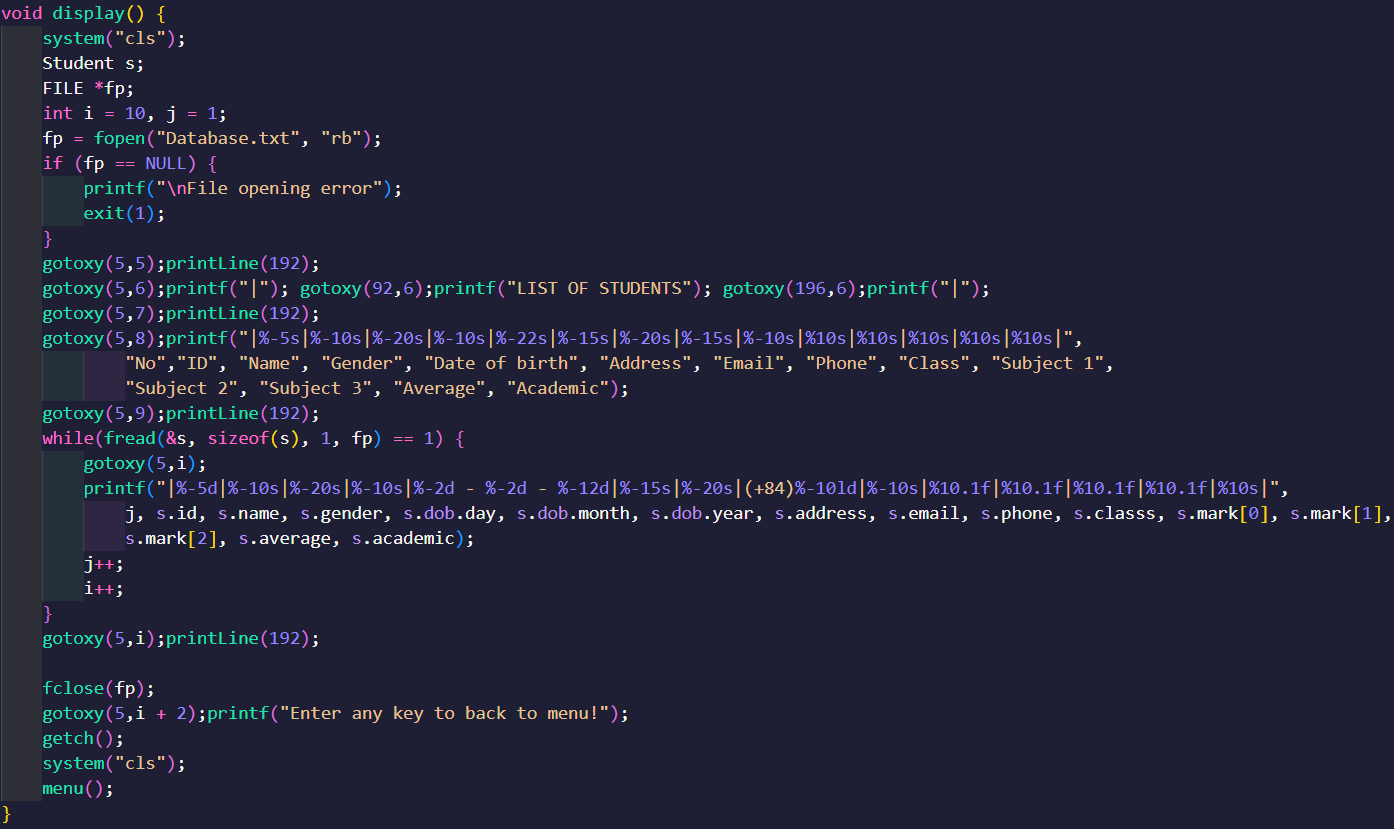 void display() {
    system("cls");
    Student s;
    FILE *fp;
    int i = 10, j = 1;
    fp = fopen("Database.txt", "rb");
    if (fp == NULL) {
        printf("\nFile opening error");
        exit(1);
    }
    gotoxy(5,5);printLine(192);
    gotoxy(5,6);printf("|"); gotoxy(92,6);printf("LIST OF STUDENTS"); gotoxy(196,6);printf("|");
    gotoxy(5,7);printLine(192);
    gotoxy(5,8);printf("|%-5s|%-10s|%-20s|%-10s|%-22s|%-15s|%-20s|%-15s|%-10s|%10s|%10s|%10s|%10s|%10s|",
            "No","ID", "Name", "Gender", "Date of birth", "Address", "Email", "Phone", "Class", "Subject 1",
            "Subject 2", "Subject 3", "Average", "Academic");
    gotoxy(5,9);printLine(192);
    while(fread(&s, sizeof(s), 1, fp) == 1) {
        gotoxy(5,i);
        printf("|%-5d|%-10s|%-20s|%-10s|%-2d - %-2d - %-12d|%-15s|%-20s|(+84)%-10ld|%-10s|%10.1f|%10.1f|%10.1f|%10.1f|%10s|",
            j, s.id, s.name, s.gender, s.dob.day, s.dob.month, s.dob.year, s.address, s.email, s.phone, s.classs, s.mark[0], s.mark[1],
            s.mark[2], s.average, s.academic);
        j++;
        i++;
    }
    gotoxy(5,i);printLine(192);

    fclose(fp);
    gotoxy(5,i + 2);printf("Enter any key to back to menu!");
    getch();
    system("cls");
    menu();
}